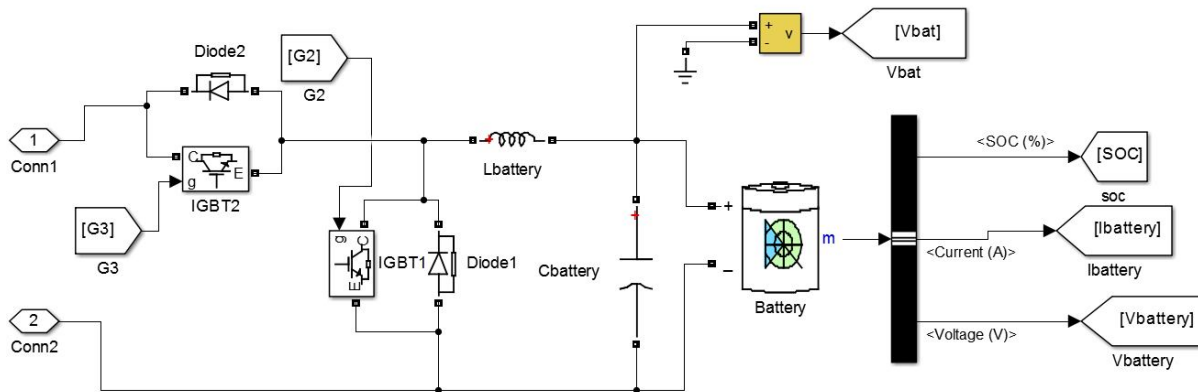 Diode2
[G2]
G2
1
Conn1
C
g
E
IGBT2
[G3]
G3
Lbattery
+
-
v
[Vbat]
Vbat
g
C
E
IGBT1
Diode1
Cbattery
+
–
m
Battery
<SOC (%)>
[SOC]
soc
<Current (A)>
[Ibattery]
Ibattery
<Voltage (V)>
[Vbattery]
Vbattery
2
Conn2